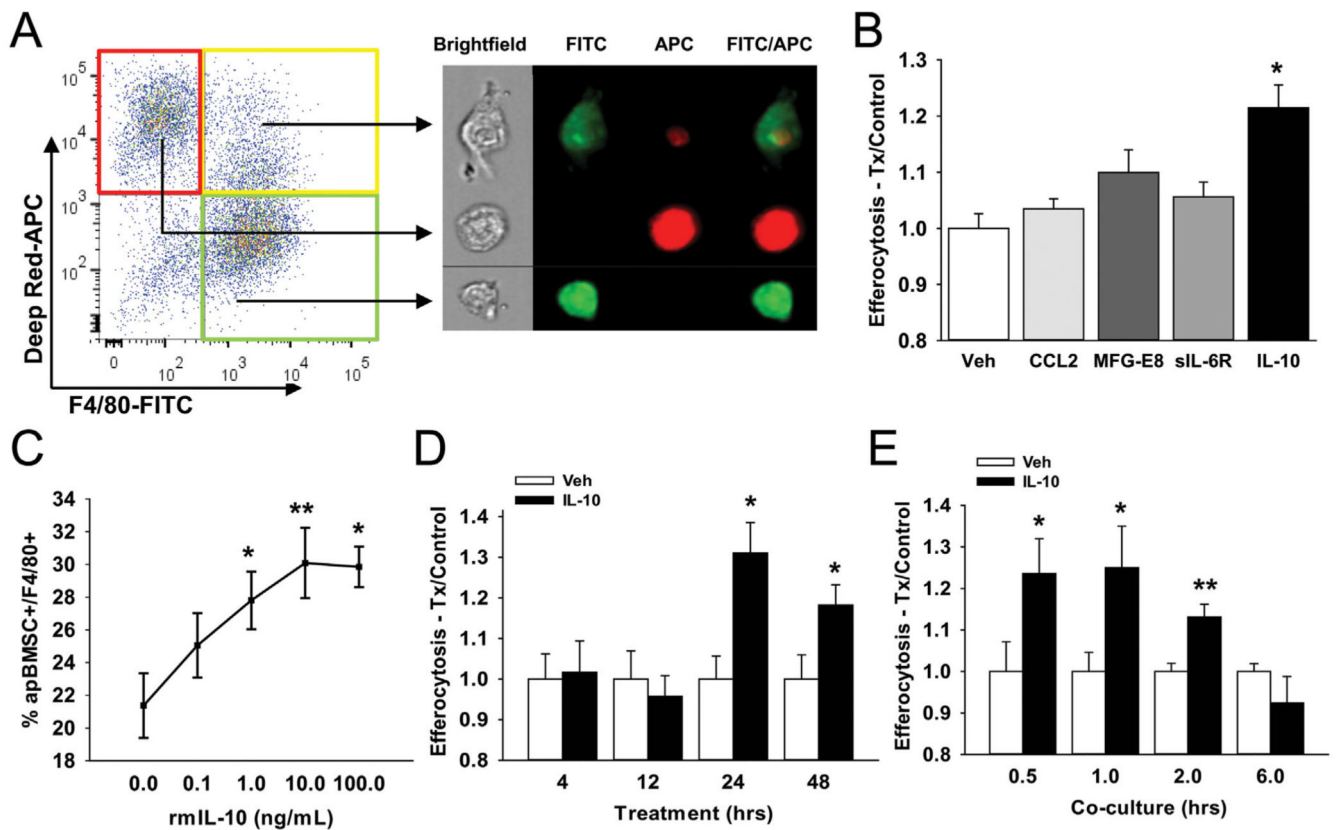 A
Brightfield FITC APC FITC/APC
10^5
10^4
10^3
10^2
0 10^2 10^3 10^4 10^5
Deep Red-APC
F4/80-FITC
B
Efferocytosis - Tx/Control
1.3
1.2
1.1
1.0
0.9
0.8
*
Veh CCL2 MFG-E8 sIL-6R IL-10
C
% apBMSC+/F4/80+
34
32
30
28
26
24
22
20
18
* ** *
0.0 0.1 1.0 10.0 100.0
rmIL-10 (ng/mL)
D
Veh
IL-10
Efferocytosis - Tx/Control
1.4
1.3
1.2
1.1
1.0
0.9
0.8
* *
4 12 24 48
Treatment (hrs)
E
Veh
IL-10
Efferocytosis - Tx/Control
1.4
1.3
1.2
1.1
1.0
0.9
0.8
* * **
0.5 1.0 2.0 6.0
Co-culture (hrs)